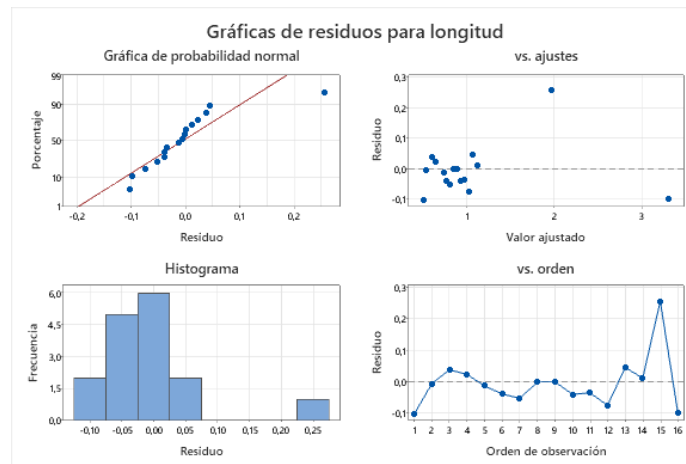 Gráficas de residuos para longitud
Gráfica de probabilidad normal
99
90
50
10
1
Porcentaje
-0,2
-0,1
0,0
0,1
0,2
Residuo
vs. ajustes
0,3
0,2
0,1
0,0
-0,1
Residuo
1
2
3
Valor ajustado
Histograma
6,0
4,5
3,0
1,5
0,0
Frecuencia
-0,10
-0,05
0,00
0,05
0,10
0,15
0,20
0,25
Residuo
vs. orden
0,3
0,2
0,1
0,0
-0,1
Residuo
1 2 3 4 5 6 7 8 9 10 11 12 13 14 15 16
Orden de observación